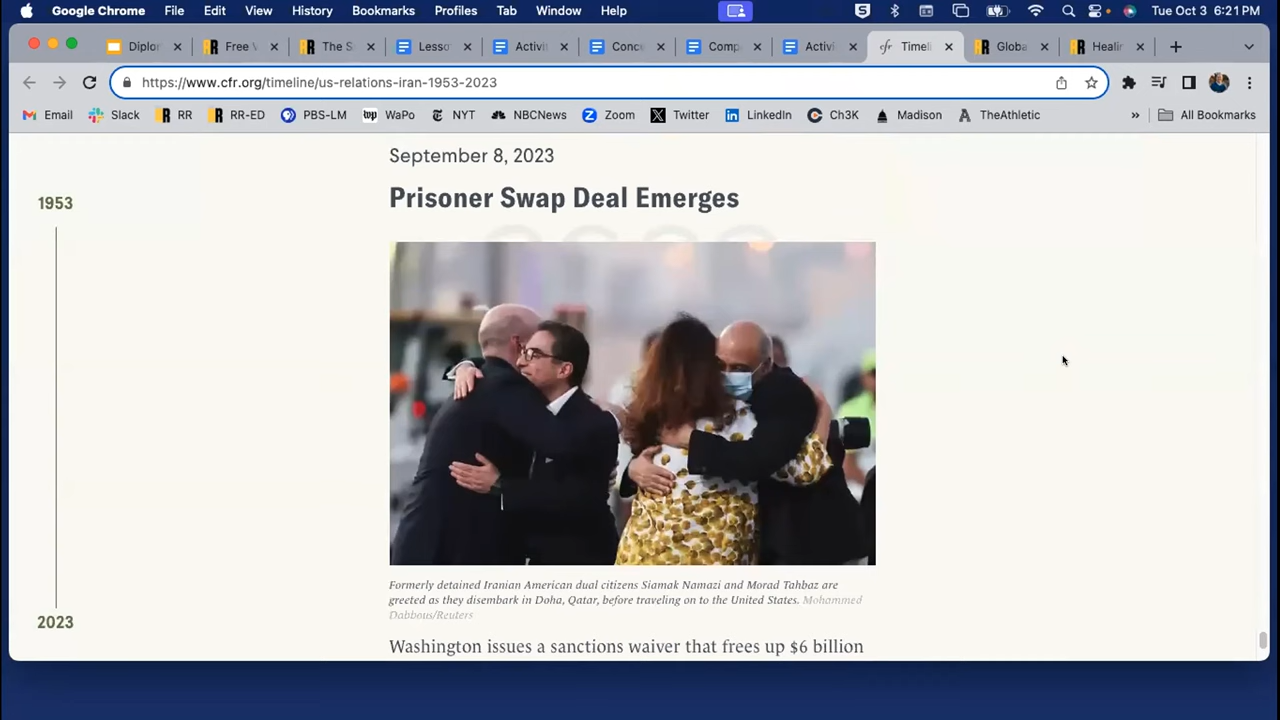 Google Chrome File Edit View History Bookmarks Profiles Tab Window Help Tue Oct 3 6:21 PM
Diplon Free V The S Lesso Activit Conc Comp Activi Timeli Globa Healin
https://www.cfr.org/timeline/us-relations-iran-1953-2023
Email Slack RR RR-ED PBS-LM WaPo NYT NBCNews Zoom Twitter LinkedIn Ch3K Madison TheAthletic » All Bookmarks
September 8, 2023
Prisoner Swap Deal Emerges
1953
2023
Formerly detained Iranian American dual citizens Siamak Namazi and Morad Tahbaz are
greeted as they disembark in Doha, Qatar, before traveling on to the United States. Mohammed
Dabbous/Reuters
Washington issues a sanctions waiver that frees up $6 billion